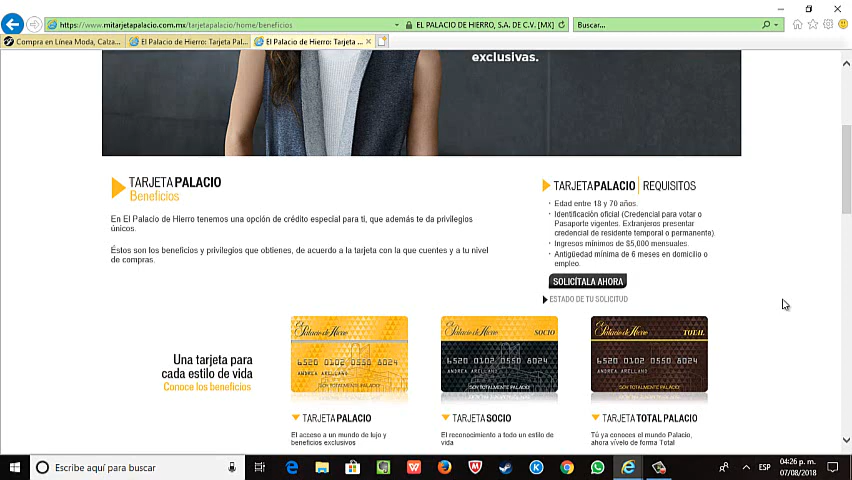 https://www.mitarjetapalacio.com.mx/tarjetapalacio/home/beneficios
EL PALACIO DE HIERRO, S.A. DE C.V. [MX]
Buscar...
Compra en Línea Moda, Calza...
El Palacio de Hierro: Tarjeta Pal...
El Palacio de Hierro: Tarjeta ...
exclusivas.
TARJETA PALACIO
Beneficios
En El Palacio de Hierro tenemos una opción de crédito especial para ti, que además te da privilegios
únicos.
Éstos son los beneficios y privilegios que obtienes, de acuerdo a la tarjeta con la que cuentes y a tu nivel
de compras.
TARJETA PALACIO | REQUISITOS
· Edad entre 18 y 70 años.
· Identificación oficial (Credencial para votar o
Pasaporte vigentes. Extranjeros presentar
credencial de residente temporal o permanente).
· Ingresos mínimos de $5,000 mensuales.
· Antigüedad mínima de 6 meses en domicilio o
empleo.
SOLICÍTALA AHORA
ESTADO DE TU SOLICITUD
Una tarjeta para
cada estilo de vida
Conoce los beneficios
El Palacio de Hierro
6520 0102 0550 8024
ANDREA ARELLANO
SOY TOTALMENTE PALACIO
El Palacio de Hierro SOCIO
6520 0102 0550 8024
ANDREA ARELLANO
SOY TOTALMENTE PALACIO
El Palacio de Hierro TOTAL
6520 0102 0550 8024
ANDREA ARELLANO
SOY TOTALMENTE PALACIO
TARJETA PALACIO
El acceso a un mundo de lujo y
beneficios exclusivos
TARJETA SOCIO
El reconocimiento a todo un estilo de
vida
TARJETA TOTAL PALACIO
Tú ya conoces el mundo Palacio,
ahora vívelo de forma Total
Escribe aquí para buscar
ESP
04:26 p. m.
07/08/2018